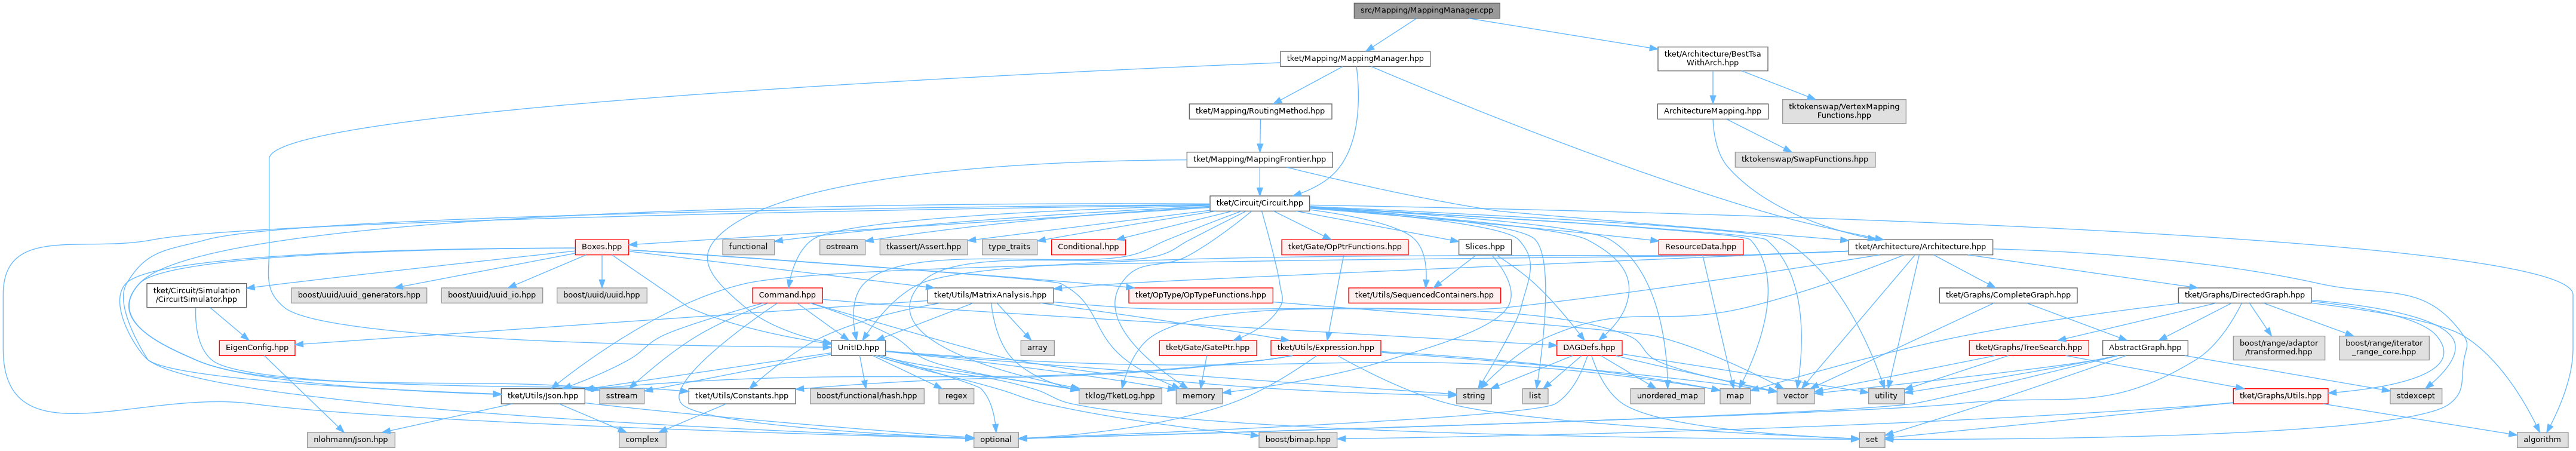 src/Mapping/MappingManager.cpp
tket/Mapping/MappingManager.hpp
tket/Architecture/BestTsa
WithArch.hpp
tket/Mapping/RoutingMethod.hpp
ArchitectureMapping.hpp
tktokenswap/VertexMapping
Functions.hpp
tket/Mapping/MappingFrontier.hpp
tktokenswap/SwapFunctions.hpp
tket/Circuit/Circuit.hpp
Boxes.hpp
functional
ostream
tkassert/Assert.hpp
type_traits
Conditional.hpp
tket/Gate/OpPtrFunctions.hpp
Slices.hpp
ResourceData.hpp
tket/Architecture/Architecture.hpp
tket/Circuit/Simulation
/CircuitSimulator.hpp
boost/uuid/uuid_generators.hpp
boost/uuid/uuid_io.hpp
boost/uuid/uuid.hpp
Command.hpp
tket/Utils/MatrixAnalysis.hpp
tket/OpType/OpTypeFunctions.hpp
tket/Utils/SequencedContainers.hpp
tket/Graphs/CompleteGraph.hpp
tket/Graphs/DirectedGraph.hpp
EigenConfig.hpp
UnitID.hpp
array
tket/Gate/GatePtr.hpp
tket/Utils/Expression.hpp
DAGDefs.hpp
tket/Graphs/TreeSearch.hpp
AbstractGraph.hpp
boost/range/adaptor
/transformed.hpp
boost/range/iterator
_range_core.hpp
tket/Utils/Json.hpp
sstream
tket/Utils/Constants.hpp
boost/functional/hash.hpp
regex
tklog/TketLog.hpp
memory
string
list
unordered_map
map
vector
utility
tket/Graphs/Utils.hpp
stdexcept
nlohmann/json.hpp
complex
optional
boost/bimap.hpp
set
algorithm